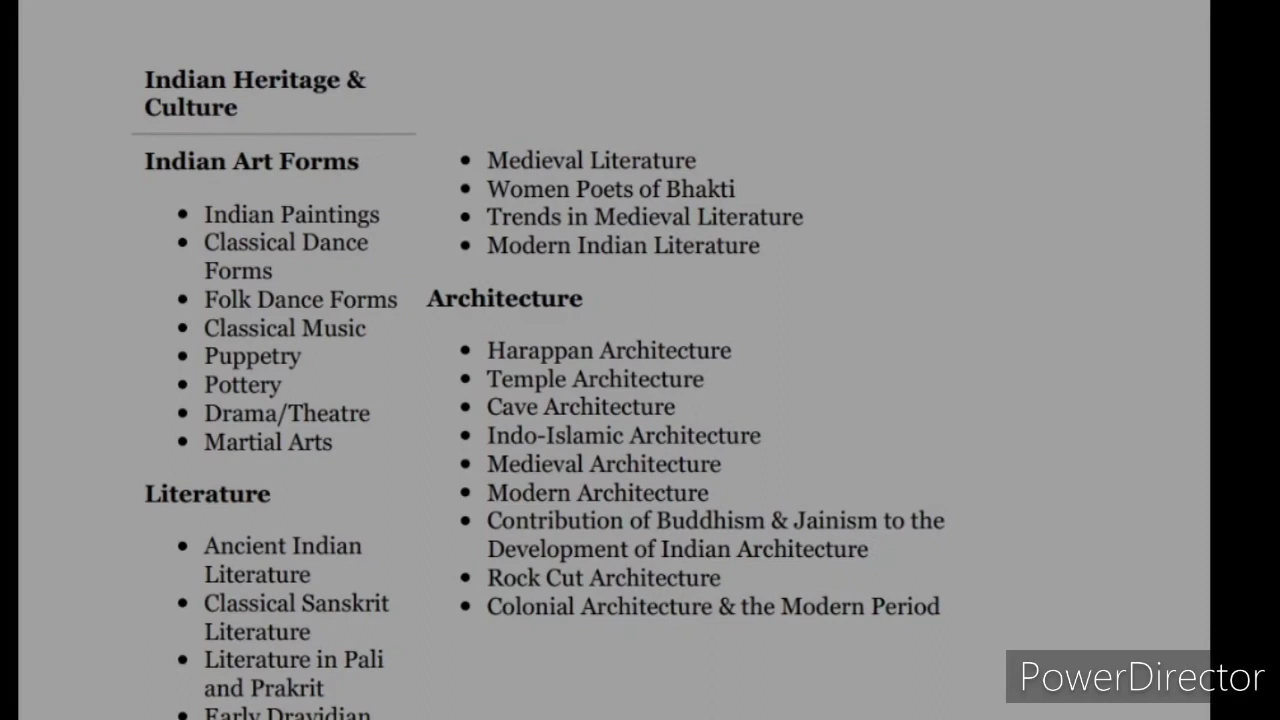 Indian Heritage &
Culture
Indian Art Forms
• Indian Paintings
• Classical Dance
Forms
• Folk Dance Forms
• Classical Music
• Puppetry
• Pottery
• Drama/Theatre
• Martial Arts
Literature
• Ancient Indian
Literature
• Classical Sanskrit
Literature
• Literature in Pali
and Prakrit
• Early Dravidian
• Medieval Literature
• Women Poets of Bhakti
• Trends in Medieval Literature
• Modern Indian Literature
Architecture
• Harappan Architecture
• Temple Architecture
• Cave Architecture
• Indo-Islamic Architecture
• Medieval Architecture
• Modern Architecture
• Contribution of Buddhism & Jainism to the
Development of Indian Architecture
• Rock Cut Architecture
• Colonial Architecture & the Modern Period
PowerDirector